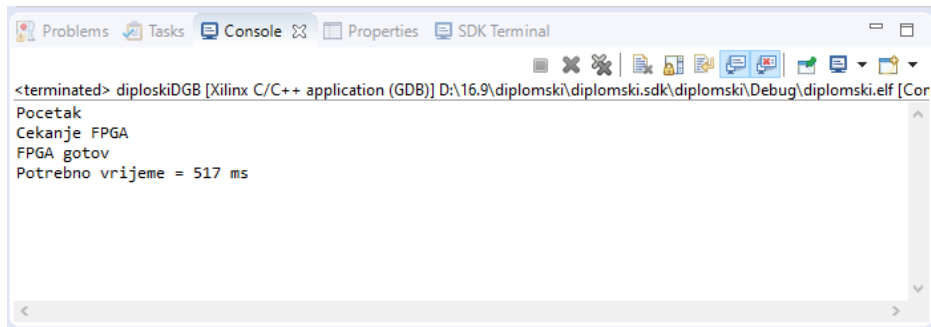 Problems Tasks Console Properties SDK Terminal
<terminated> diploskiDGB [Xilinx C/C++ application (GDB)] D:\16.9\diplomski\diplomski.sdk\diplomski\Debug\diplomski.elf [Cor
Pocetak
Cekanje FPGA
FPGA gotov
Potrebno vrijeme = 517 ms